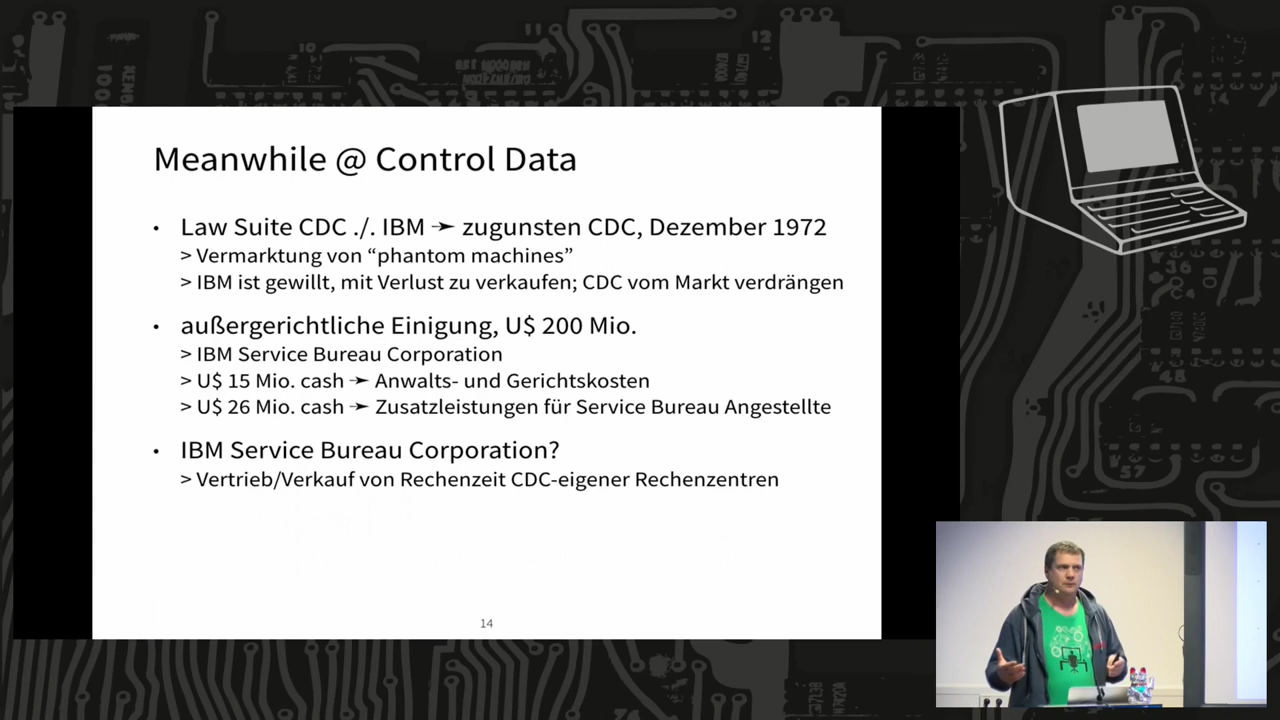 Meanwhile @ Control Data
• Law Suite CDC ./. IBM ➛ zugunsten CDC, Dezember 1972
> Vermarktung von “phantom machines”
> IBM ist gewillt, mit Verlust zu verkaufen; CDC vom Markt verdrängen
• außergerichtliche Einigung, U$ 200 Mio.
> IBM Service Bureau Corporation
> U$ 15 Mio. cash ➛ Anwalts- und Gerichtskosten
> U$ 26 Mio. cash ➛ Zusatzleistungen für Service Bureau Angestellte
• IBM Service Bureau Corporation?
> Vertrieb/Verkauf von Rechenzeit CDC-eigener Rechenzentren
14